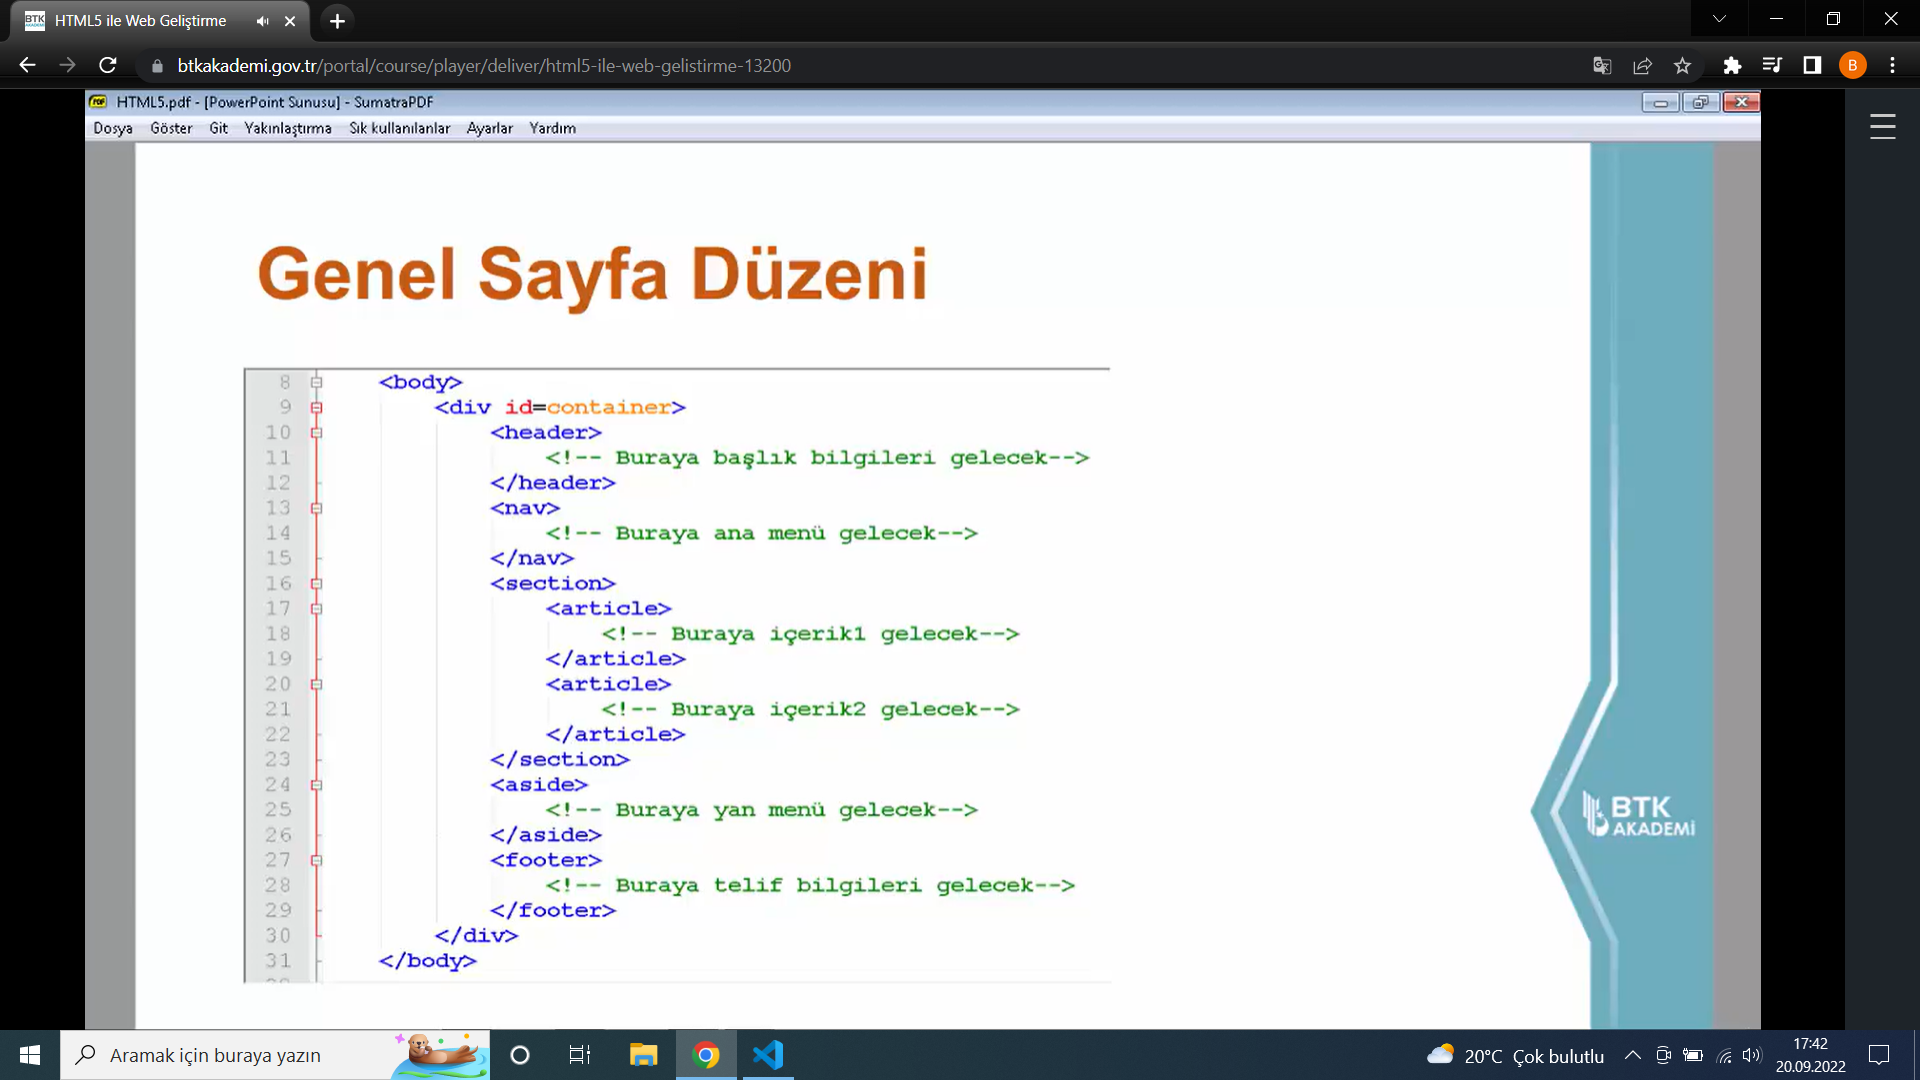 HTML5 ile Web Geliştirme
btkakademi.gov.tr/portal/course/player/deliver/html5-ile-web-gelistirme-13200
B
HTML5.pdf - [PowerPoint Sunusu] - SumatraPDF
Dosya Göster Git Yakınlaştırma Sık kullanılanlar Ayarlar Yardım
Genel Sayfa Düzeni
8 <body>
9 <div id=container>
10 <header>
11 <!-- Buraya başlık bilgileri gelecek-->
12 </header>
13 <nav>
14 <!-- Buraya ana menü gelecek-->
15 </nav>
16 <section>
17 <article>
18 <!-- Buraya içerik1 gelecek-->
19 </article>
20 <article>
21 <!-- Buraya içerik2 gelecek-->
22 </article>
23 </section>
24 <aside>
25 <!-- Buraya yan menü gelecek-->
26 </aside>
27 <footer>
28 <!-- Buraya telif bilgileri gelecek-->
29 </footer>
30 </div>
31 </body>
BTK
AKADEMİ
Aramak için buraya yazın
20°C Çok bulutlu
17:42
20.09.2022